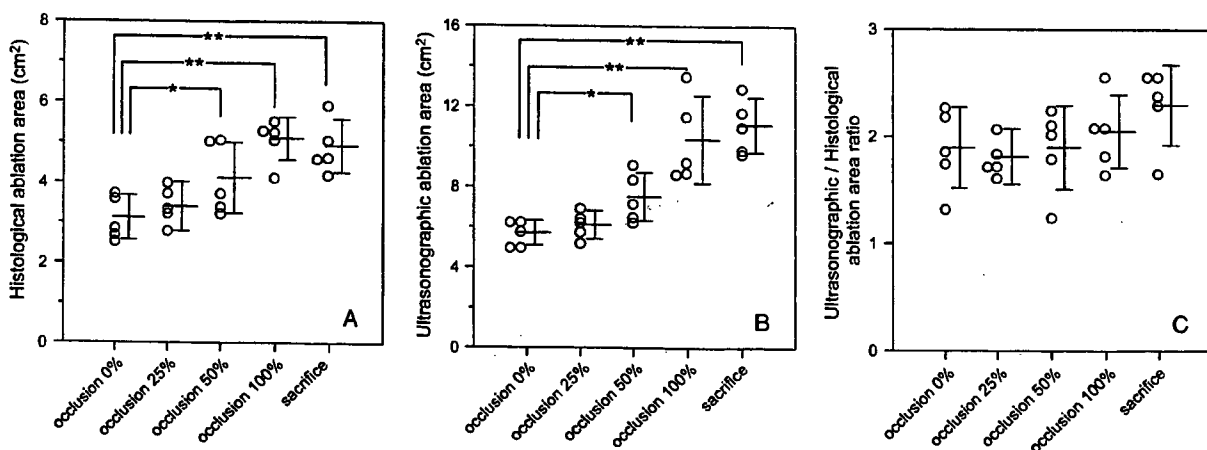 Histological ablation area (cm²)
8
6
4
2
0
**
**
*
A
occlusion 0%
occlusion 25%
occlusion 50%
occlusion 100%
sacrifice
Ultrasonographic ablation area (cm²)
16
12
8
4
0
**
**
*
B
occlusion 0%
occlusion 25%
occlusion 50%
occlusion 100%
sacrifice
Ultrasonographic / Histological
ablation area ratio
3
2
1
0
C
occlusion 0%
occlusion 25%
occlusion 50%
occlusion 100%
sacrifice